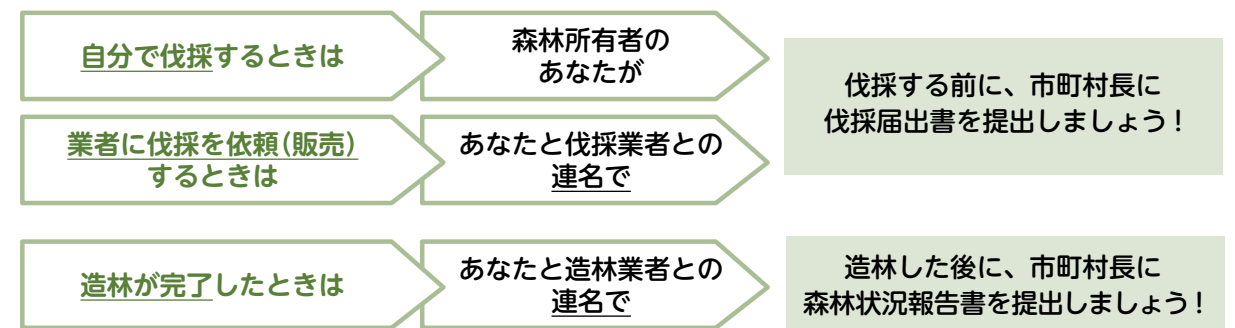 自分で伐採するときは
森林所有者の
あなたが
業者に伐採を依頼(販売)
するときは
あなたと伐採業者との
連名で
伐採する前に、市町村長に
伐採届出書を提出しましょう!
造林が完了したときは
あなたと造林業者との
連名で
造林した後に、市町村長に
森林状況報告書を提出しましょう!